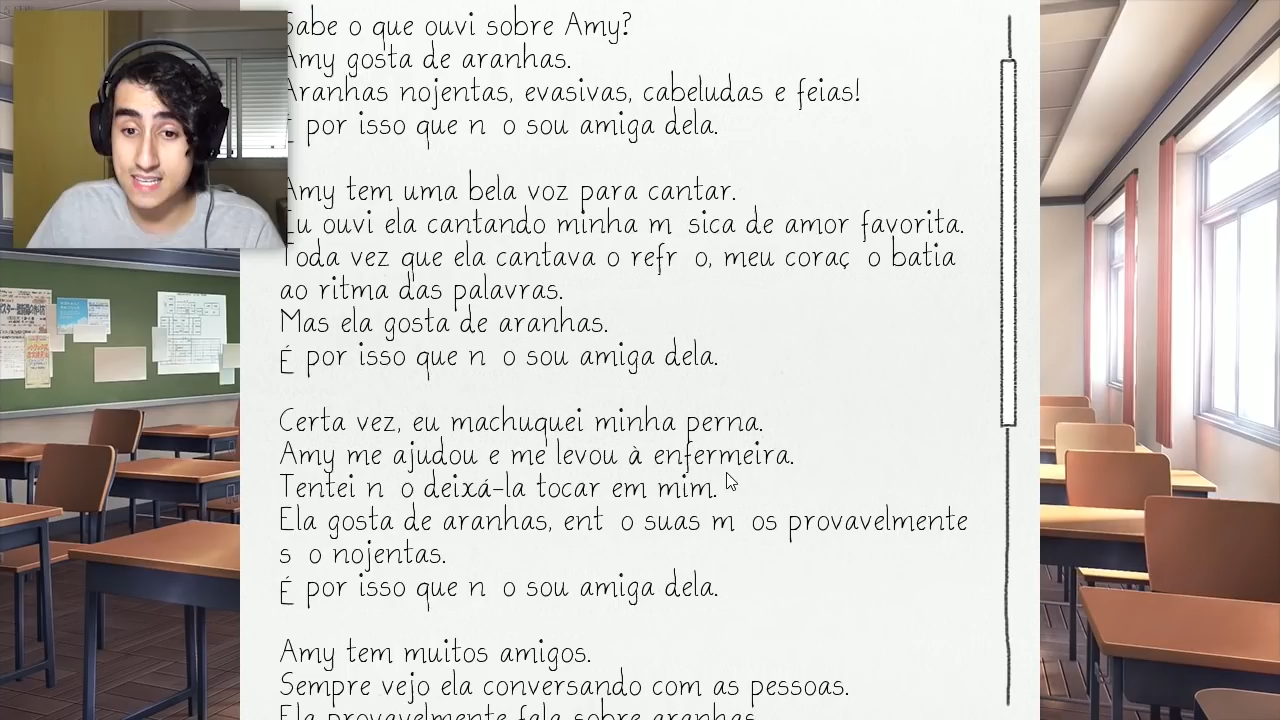 Sabe o que ouvi sobre Amy?
Amy gosta de aranhas.
Aranhas nojentas, evasivas, cabeludas e feias!
É por isso que n o sou amiga dela.
Amy tem uma bela voz para cantar.
Eu ouvi ela cantando minha m sica de amor favorita.
Toda vez que ela cantava o refr o, meu coraç o batia
ao ritma das palavras.
Mas ela gosta de aranhas.
É por isso que n o sou amiga dela.
Certa vez, eu machuquei minha perna.
Amy me ajudou e me levou à enfermeira.
Tentei n o deixá-la tocar em mim.
Ela gosta de aranhas, ent o suas m os provavelmente
s o nojentas.
É por isso que n o sou amiga dela.
Amy tem muitos amigos.
Sempre vejo ela conversando com as pessoas.
Ela provavelmente fala sobre aranhas.